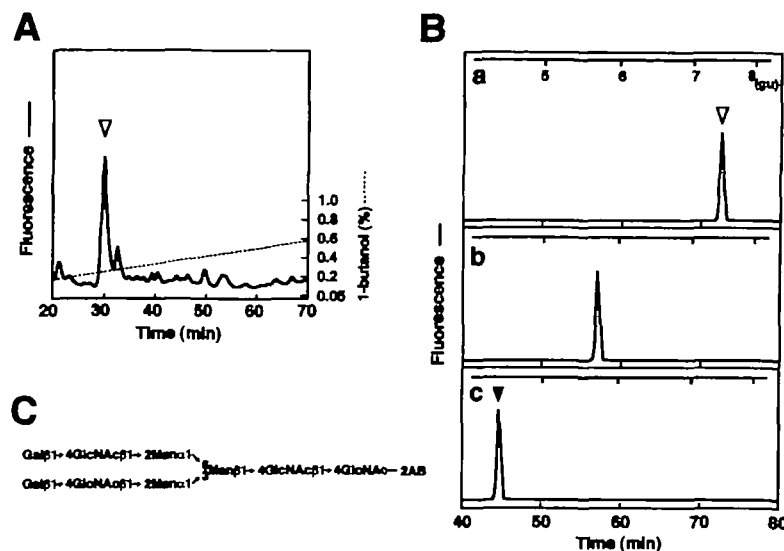 A
Fluorescence
1-butanol (%)
1.0
0.8
0.6
0.4
0.2
0.05
20 30 40 50 60 70
Time (min)
B
a
5 6 7 8 (gu)
b
c
Fluorescence
40 50 60 70 80
Time (min)
C
Galβ1→4GlcNAcβ1→2Manα1
6
3Manβ1→4GlcNAcβ1→4GlcNAc—2AB
Galβ1→4GlcNAcβ1→2Manα1